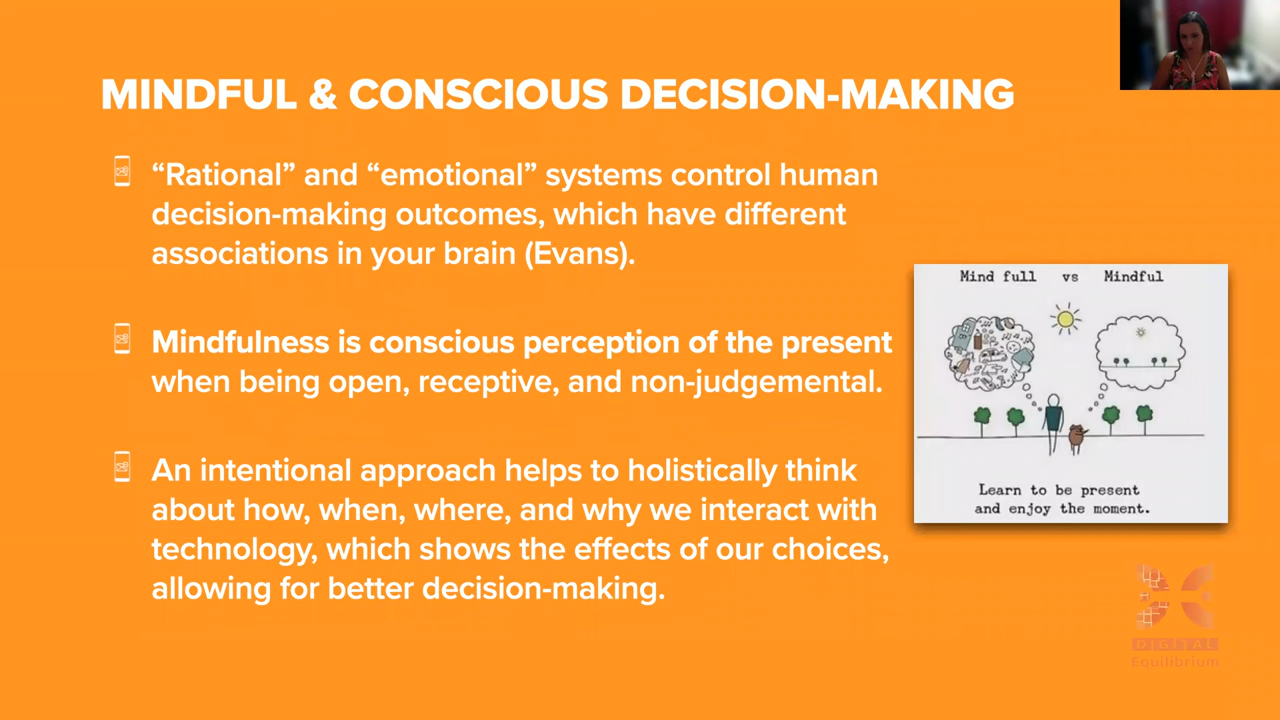 MINDFUL & CONSCIOUS DECISION-MAKING
“Rational” and “emotional” systems control human
decision-making outcomes, which have different
associations in your brain (Evans).
Mindfulness is conscious perception of the present
when being open, receptive, and non-judgemental.
An intentional approach helps to holistically think
about how, when, where, and why we interact with
technology, which shows the effects of our choices,
allowing for better decision-making.
Mind full vs Mindful
Learn to be present
and enjoy the moment.
DIGITAL
Equilibrium